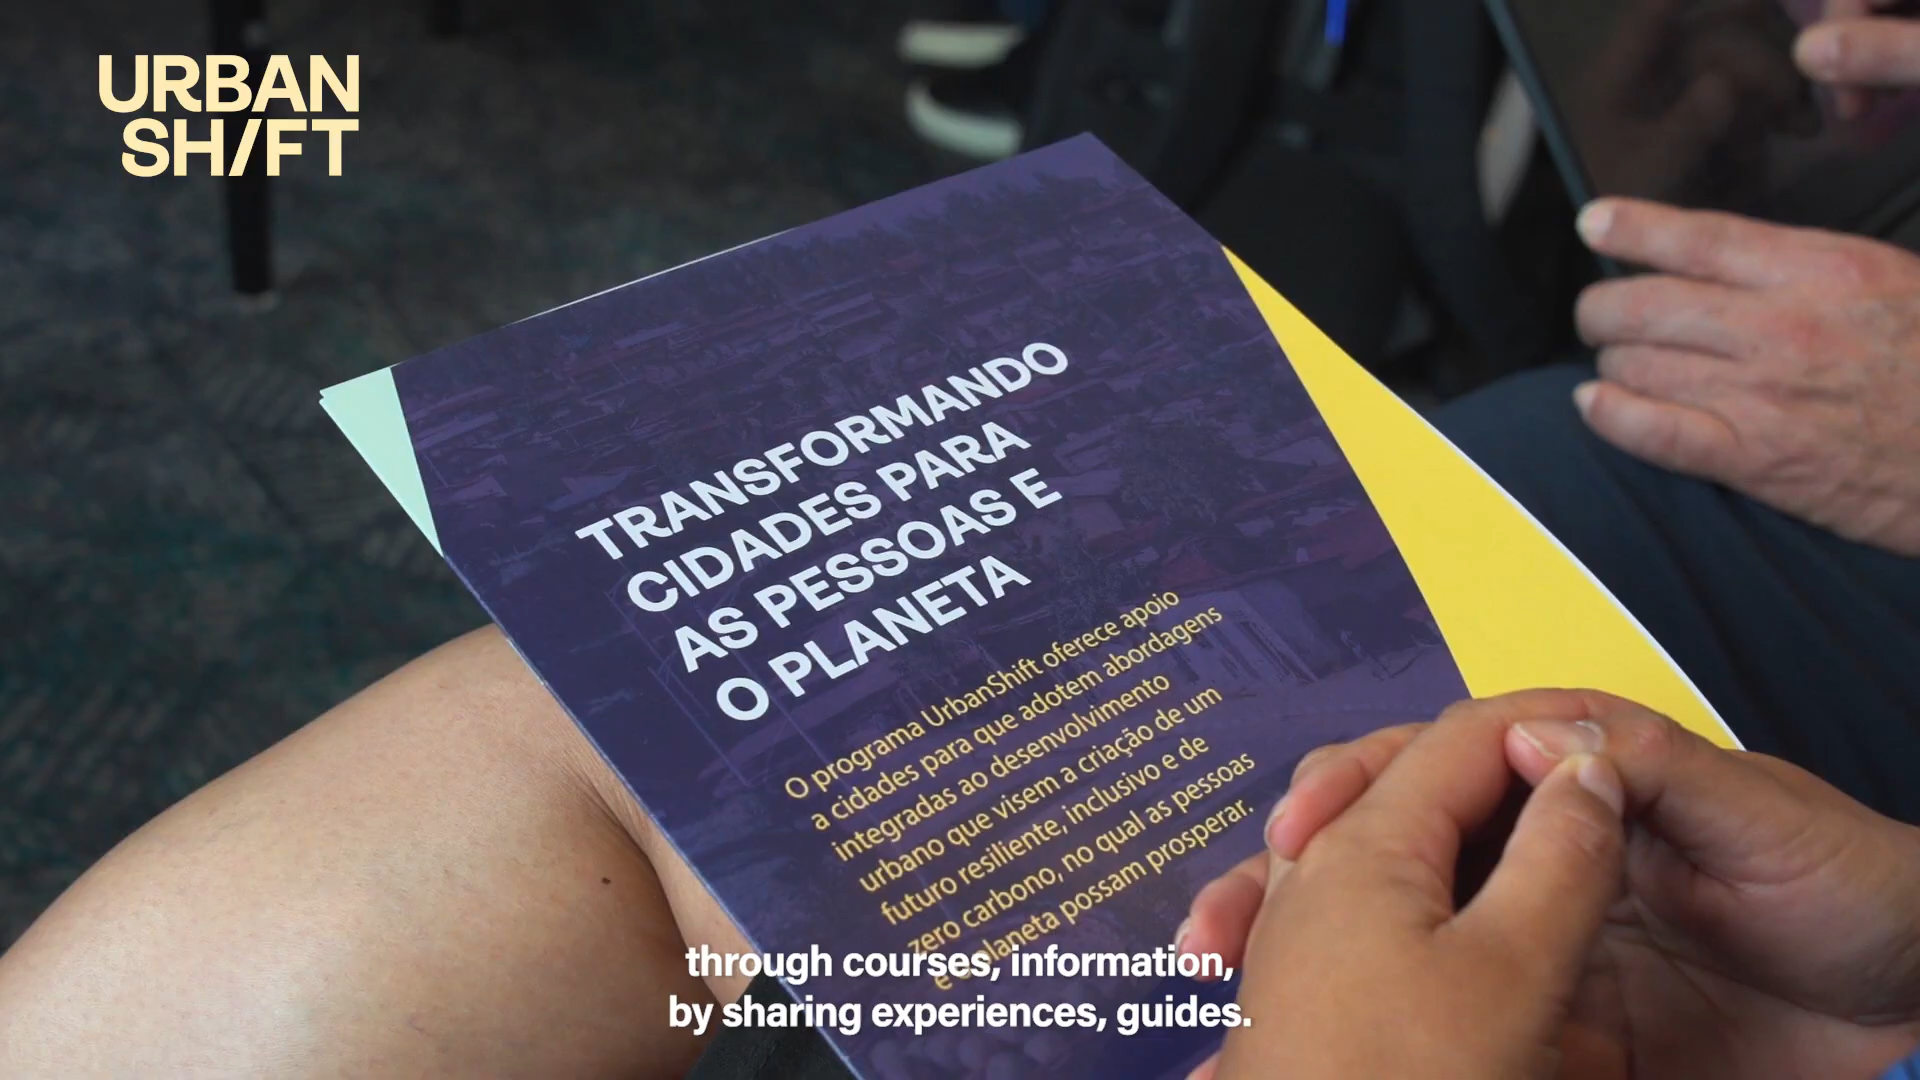 URBAN
SH/FT
TRANSFORMANDO
CIDADES PARA
AS PESSOAS E
O PLANETA
O programa UrbanShift oferece apoio
a cidades para que adotem abordagens
integradas ao desenvolvimento
urbano que visem a criação de um
futuro resiliente, inclusivo e de
zero carbono, no qual as pessoas
e o planeta possam prosperar.
through courses, information,
by sharing experiences, guides.